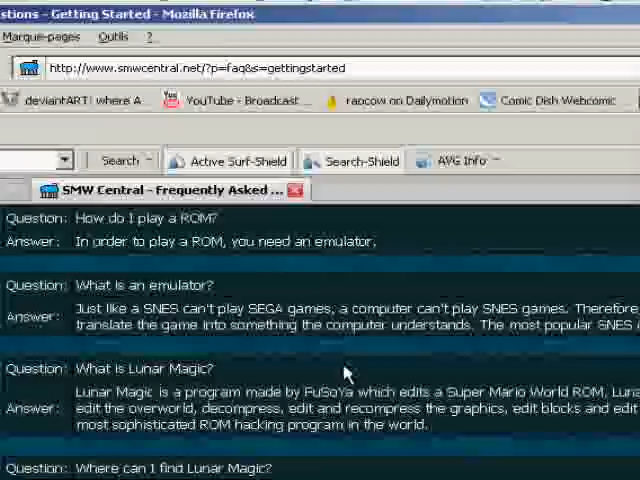 stions - Getting Started - Mozilla Firefox
Marque-pages Outils ?
http://www.smwcentral.net/?p=faq&s=gettingstarted
deviantART: where A... YouTube - Broadcast ... raocow on Dailymotion Comic Dish Webcomic
Search Active Surf-Shield Search-Shield AVG Info
SMW Central - Frequently Asked ...
Question: How do I play a ROM?
Answer: In order to play a ROM, you need an emulator.
Question: What is an emulator?
Just like a SNES can't play SEGA games, a computer can't play SNES games. Therefore,
Answer:
translate the game into something the computer understands. The most popular SNES
Question: What is Lunar Magic?
Lunar Magic is a program made by FuSoYa which edits a Super Mario World ROM, Luna
Answer: edit the overworld, decompress, edit and recompress the graphics, edit blocks and edit
most sophisticated ROM hacking program in the world.
Question: Where can I find Lunar Magic?